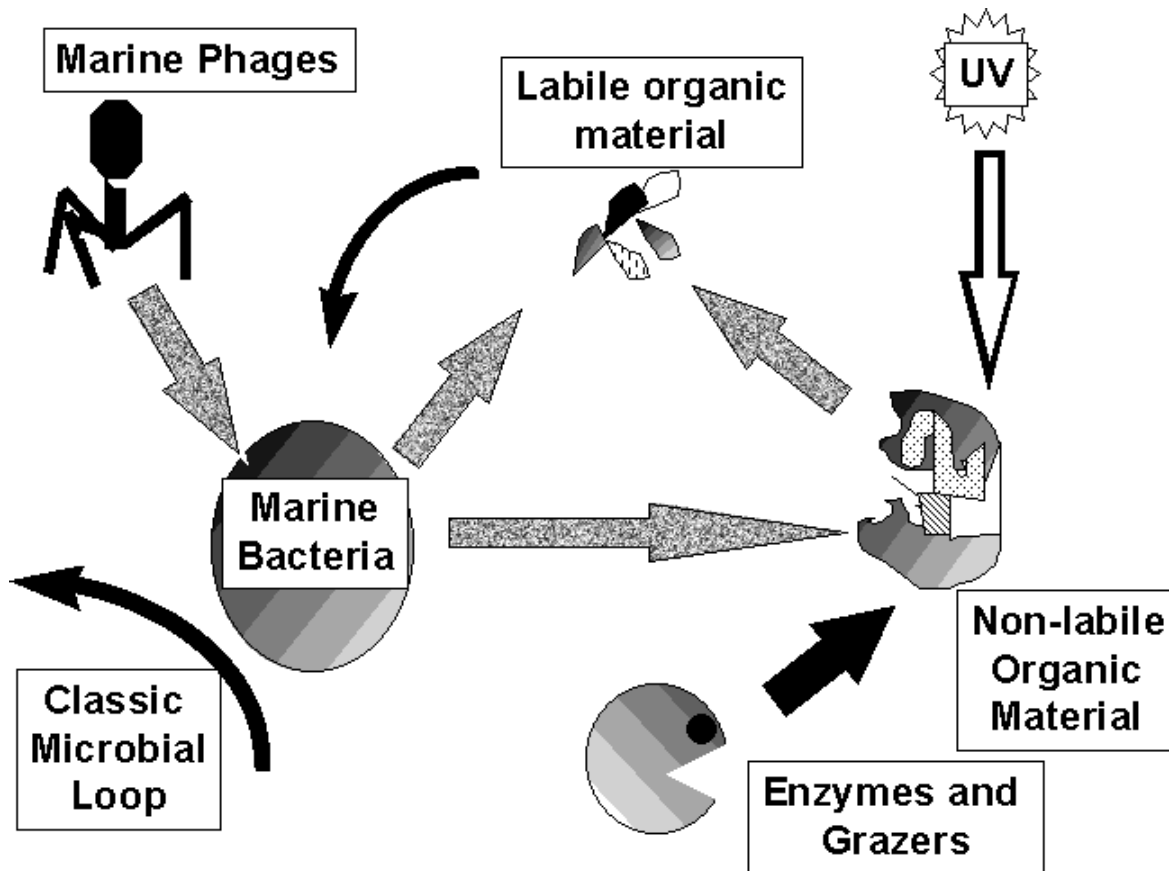 Marine Phages
Labile organic
material
UV
Marine
Bacteria
Non-labile
Organic
Material
Classic
Microbial
Loop
Enzymes and
Grazers